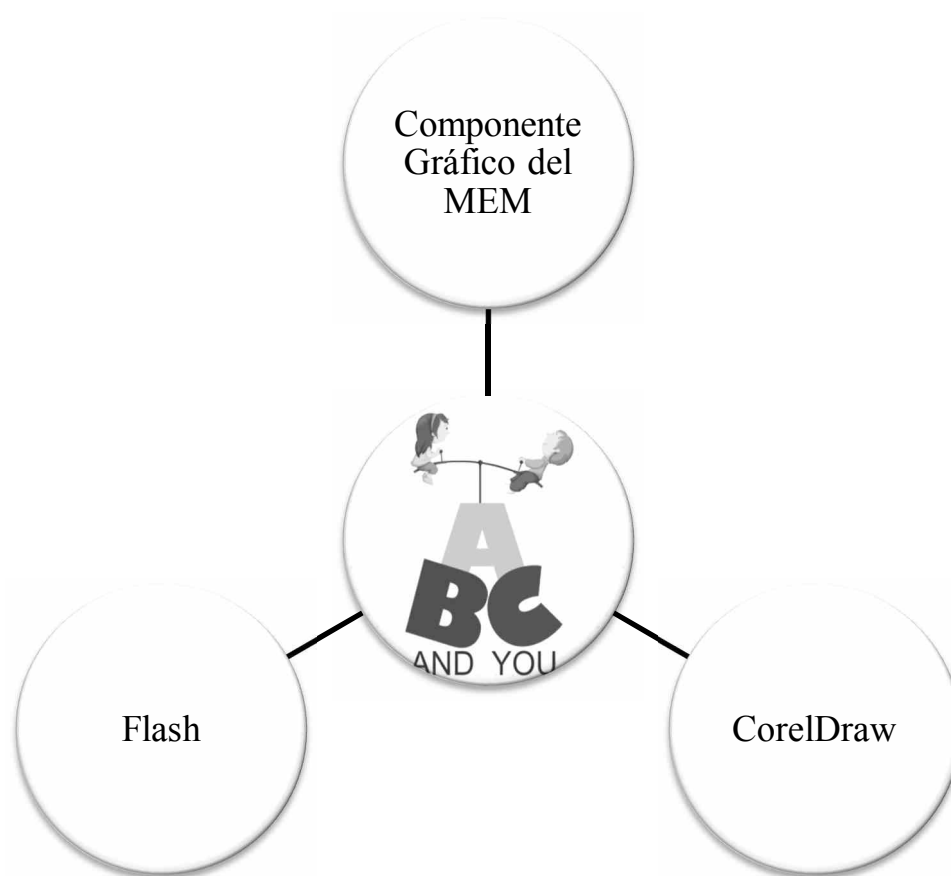 Componente
Gráfico del
MEM
A
BC
AND YOU
Flash
CorelDraw